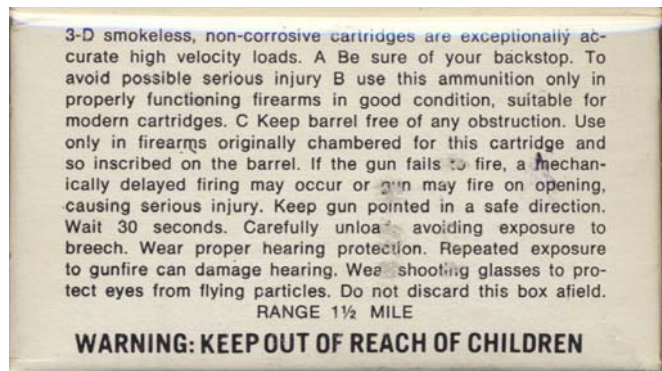 3-D smokeless, non-corrosive cartridges are exceptionally ac-
curate high velocity loads. A Be sure of your backstop. To
avoid possible serious injury B use this ammunition only in
properly functioning firearms in good condition, suitable for
modern cartridges. C Keep barrel free of any obstruction. Use
only in firearms originally chambered for this cartridge and
so inscribed on the barrel. If the gun fails to fire, a mechan-
ically delayed firing may occur or gun may fire on opening,
causing serious injury. Keep gun pointed in a safe direction.
Wait 30 seconds. Carefully unload avoiding exposure to
breech. Wear proper hearing protection. Repeated exposure
to gunfire can damage hearing. Wear shooting glasses to pro-
tect eyes from flying particles. Do not discard this box afield.
RANGE 1½ MILE
WARNING: KEEP OUT OF REACH OF CHILDREN